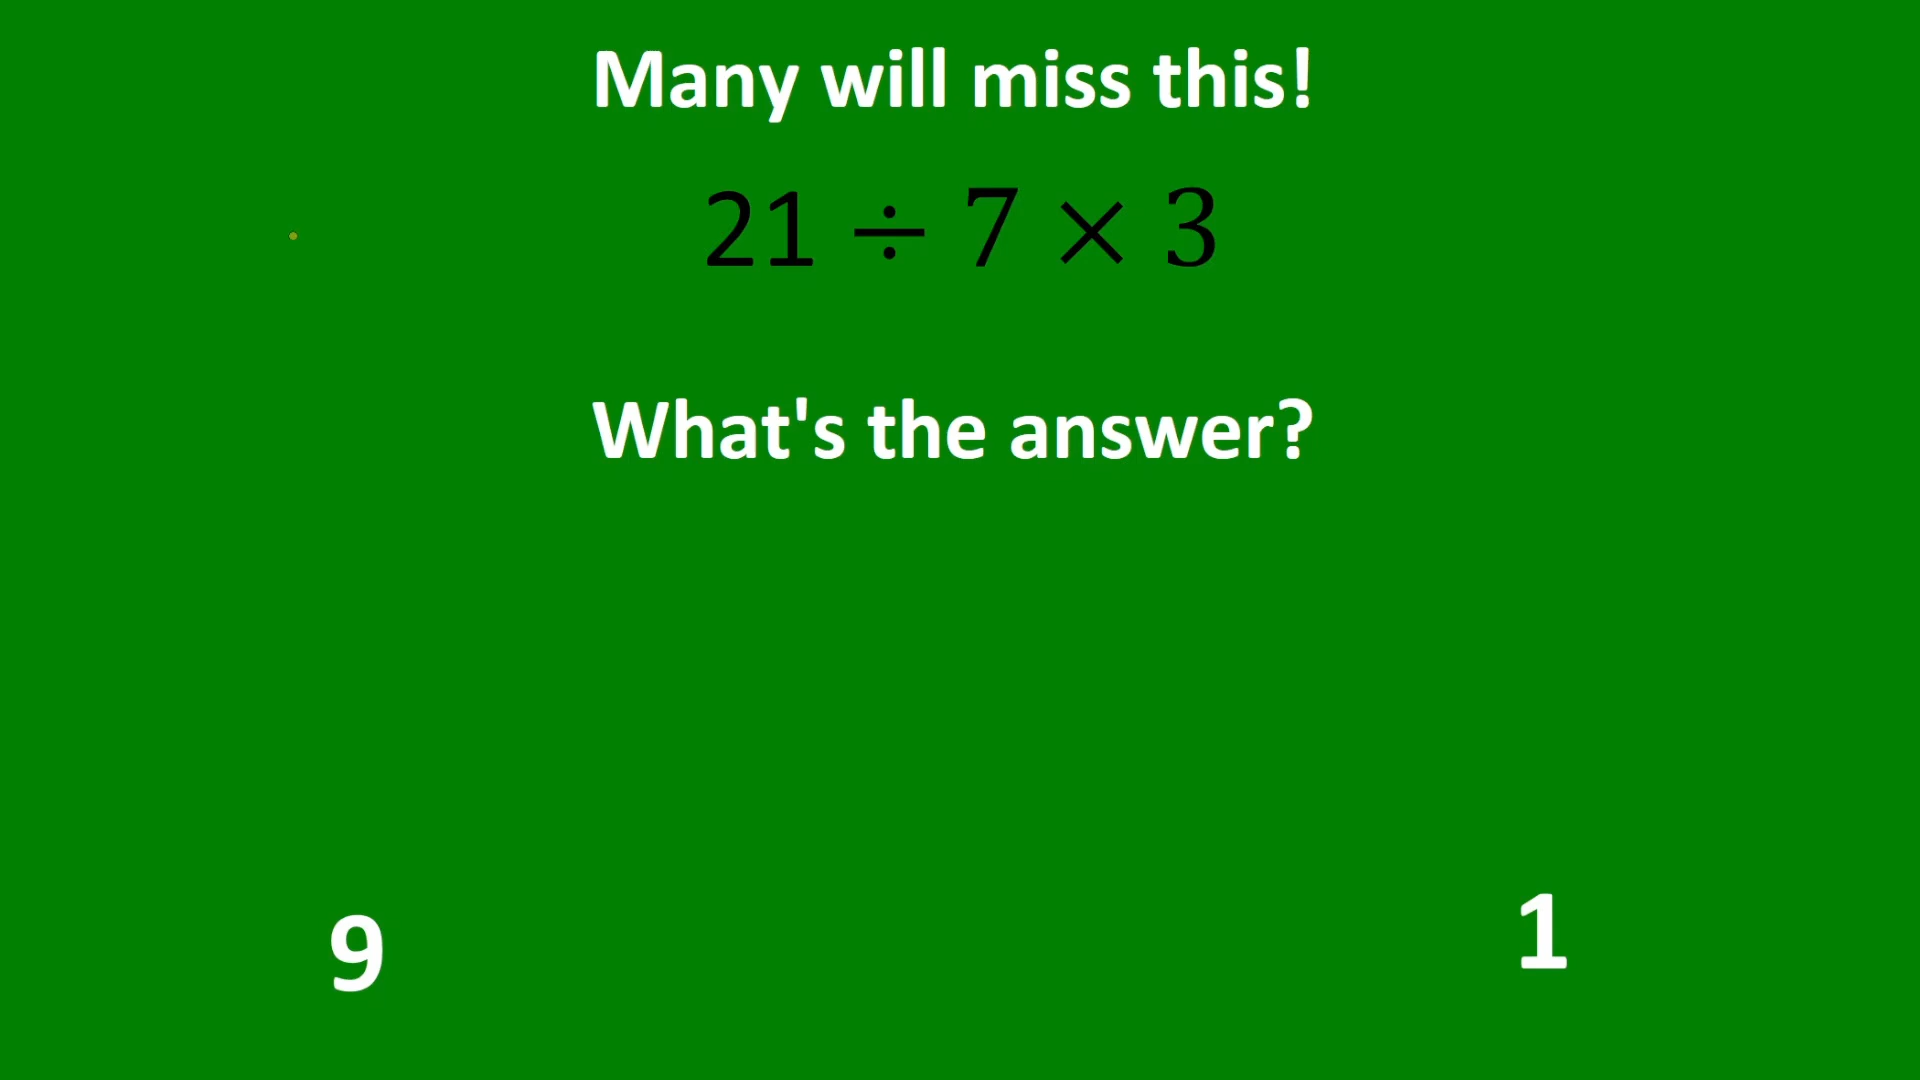 Many will miss this!
21 ÷ 7 × 3
What's the answer?
9
1